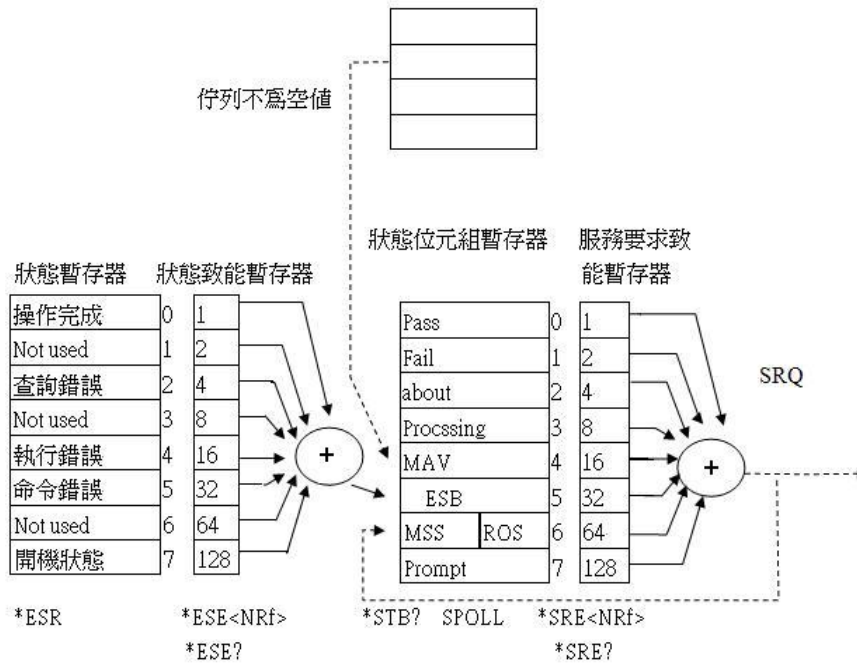 佇列不爲空値
狀態暫存器
狀態致能暫存器
狀態位元組暫存器
服務要求致
能暫存器
操作完成 0 1
Not used 1 2
查詢錯誤 2 4
Not used 3 8
執行錯誤 4 16
命令錯誤 5 32
Not used 6 64
開機狀態 7 128
+
Pass 0 1
Fail 1 2
about 2 4
Procssing 3 8
MAV 4 16
ESB 5 32
MSS ROS 6 64
Prompt 7 128
+
SRQ
*ESR *ESE<NRf> *STB? SPOLL *SRE<NRf>
*ESE? *SRE?